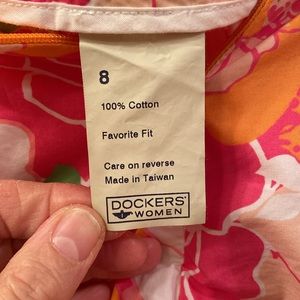 8
100% Cotton
Favorite Fit
Care on reverse
Made in Taiwan
DOCKERS®
WOMEN